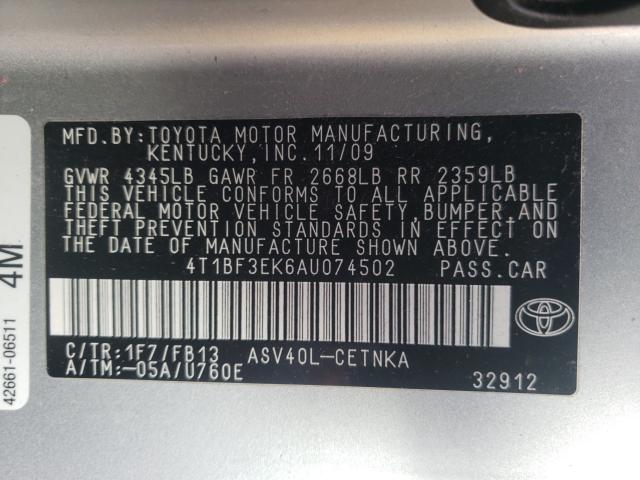 MFD.BY:TOYOTA MOTOR MANUFACTURING,
KENTUCKY, INC. 11/09
GVWR 4345LB GAWR FR 2668LB RR 2359LB
THIS VEHICLE CONFORMS TO ALL APPLICABLE
FEDERAL MOTOR VEHICLE SAFETY, BUMPER, AND
THEFT PREVENTION STANDARDS IN EFFECT ON
THE DATE OF MANUFACTURE SHOWN ABOVE.
4T1BF3EK6AU074502 PASS.CAR
C/TR:1F7/FB13 ASV40L-CETNKA
A/TM:-05A/U760E
32912
TOYOTA
4M
42661-06511